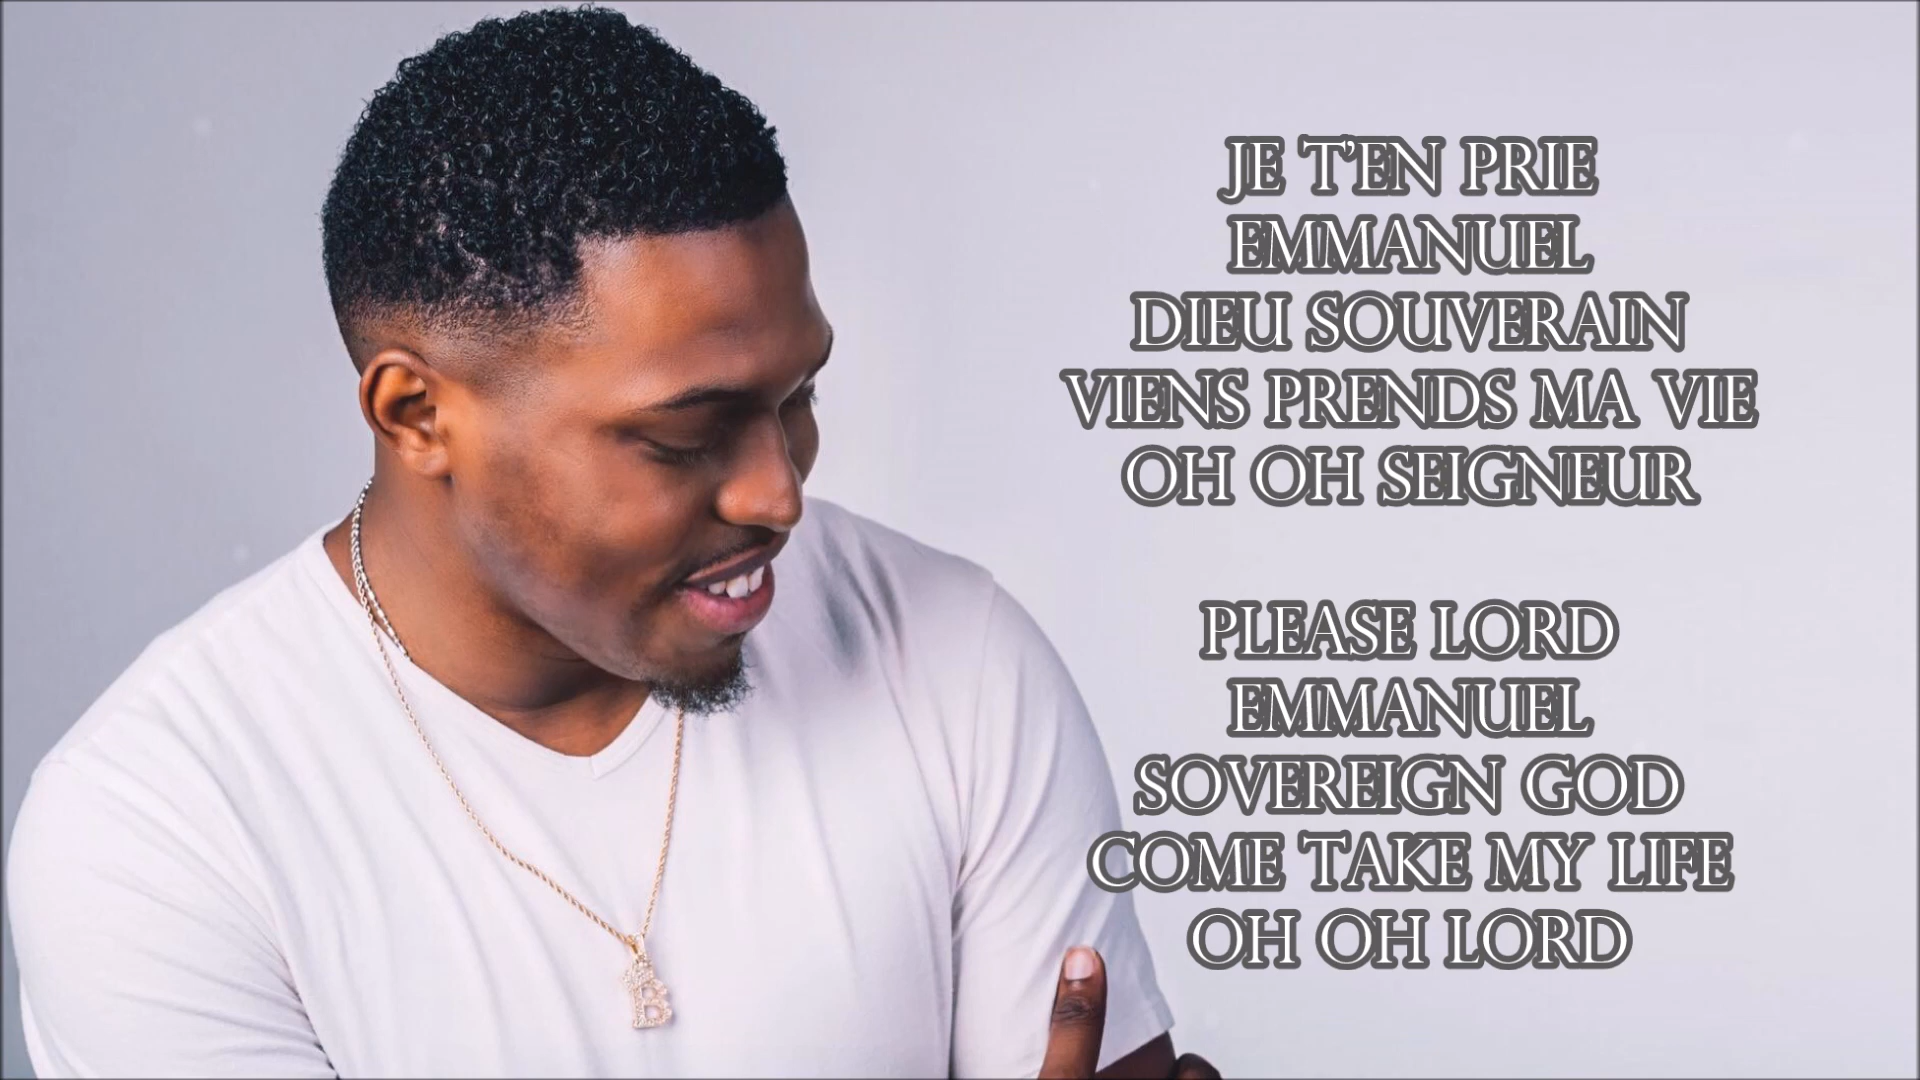 JE T'EN PRIE
EMMANUEL
DIEU SOUVERAIN
VIENS PRENDS MA VIE
OH OH SEIGNEUR
PLEASE LORD
EMMANUEL
SOVEREIGN GOD
COME TAKE MY LIFE
OH OH LORD
B